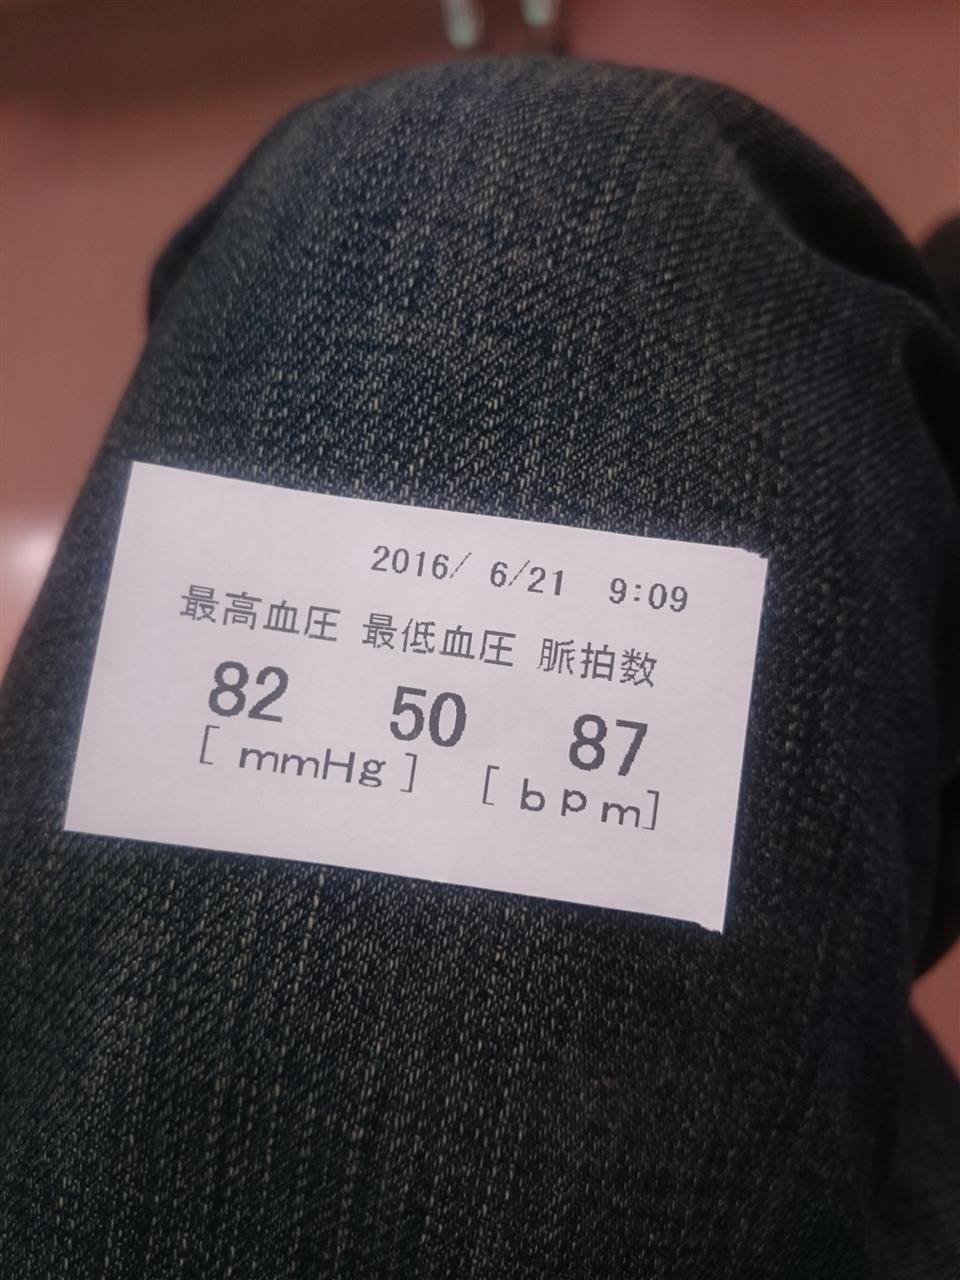 2016/ 6/21 9:09
最高血圧 最低血圧 脈拍数
82 50 87
[ mmHg ] [ bpm]